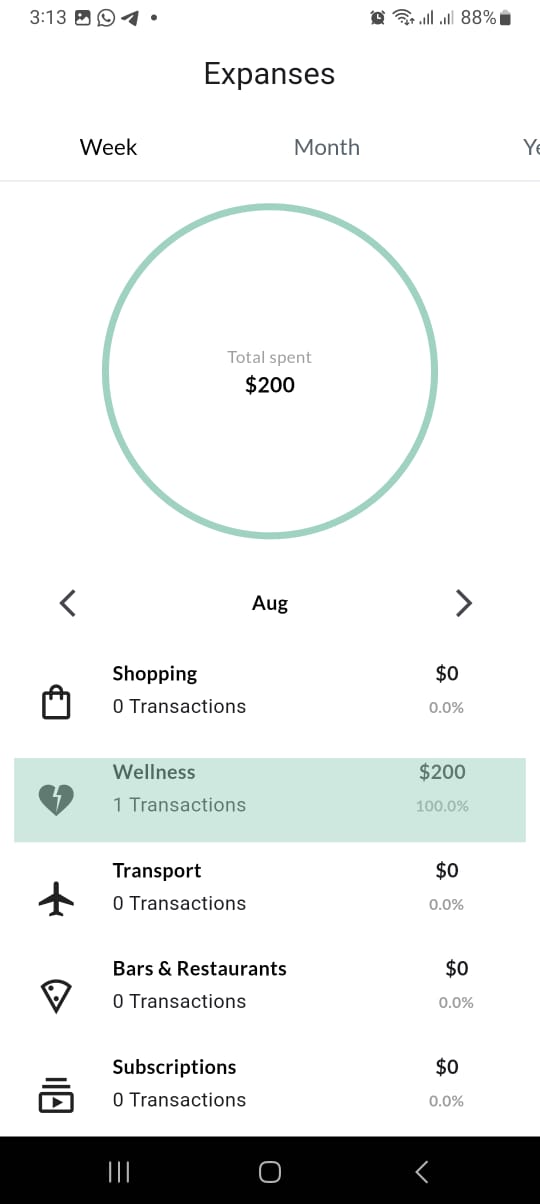 3:13
88%
Expanses
Week Month Ye
Total spent
$200
Aug
Shopping $0
0 Transactions 0.0%
Wellness $200
1 Transactions 100.0%
Transport $0
0 Transactions 0.0%
Bars & Restaurants $0
0 Transactions 0.0%
Subscriptions $0
0 Transactions 0.0%